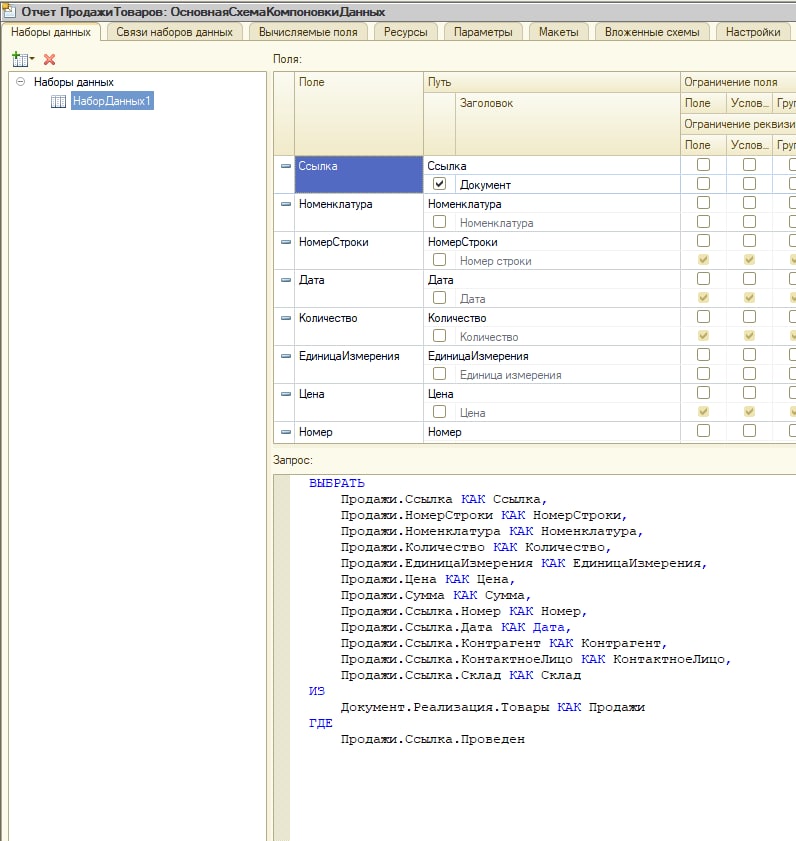 Отчет ПродажиТоваров: ОсновнаяСхемаКомпоновкиДанных
Наборы данных Связи наборов данных Вычисляемые поля Ресурсы Параметры Макеты Вложенные схемы Настройки
Поля:
Наборы данных
НаборДанных1
Поле Путь Ограничение поля
Заголовок Поле Услов... Гру
Ограничение реквизи
Поле Услов... Гру
Ссылка Ссылка
Документ
Номенклатура Номенклатура
Номенклатура
НомерСтроки НомерСтроки
Номер строки
Дата Дата
Дата
Количество Количество
Количество
ЕдиницаИзмерения ЕдиницаИзмерения
Единица измерения
Цена Цена
Цена
Номер Номер
Запрос:
ВЫБРАТЬ
Продажи.Ссылка КАК Ссылка,
Продажи.НомерСтроки КАК НомерСтроки,
Продажи.Номенклатура КАК Номенклатура,
Продажи.Количество КАК Количество,
Продажи.ЕдиницаИзмерения КАК ЕдиницаИзмерения,
Продажи.Цена КАК Цена,
Продажи.Сумма КАК Сумма,
Продажи.Ссылка.Номер КАК Номер,
Продажи.Ссылка.Дата КАК Дата,
Продажи.Ссылка.Контрагент КАК Контрагент,
Продажи.Ссылка.КонтактноеЛицо КАК КонтактноеЛицо,
Продажи.Ссылка.Склад КАК Склад
ИЗ
Документ.Реализация.Товары КАК Продажи
ГДЕ
Продажи.Ссылка.Проведен